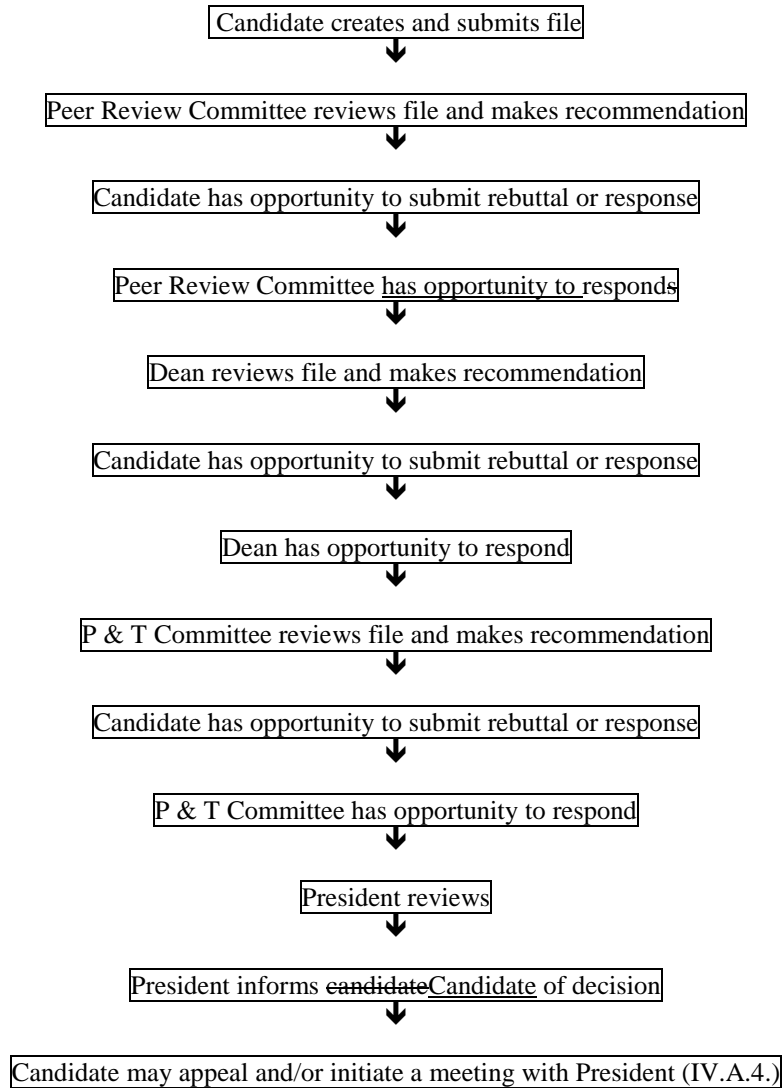 Candidate creates and submits file
Peer Review Committee reviews file and makes recommendation
Candidate has opportunity to submit rebuttal or response
Peer Review Committee has opportunity to responds
Dean reviews file and makes recommendation
Candidate has opportunity to submit rebuttal or response
Dean has opportunity to respond
P & T Committee reviews file and makes recommendation
Candidate has opportunity to submit rebuttal or response
P & T Committee has opportunity to respond
President reviews
President informs candidateCandidate of decision
Candidate may appeal and/or initiate a meeting with President (IV.A.4.)